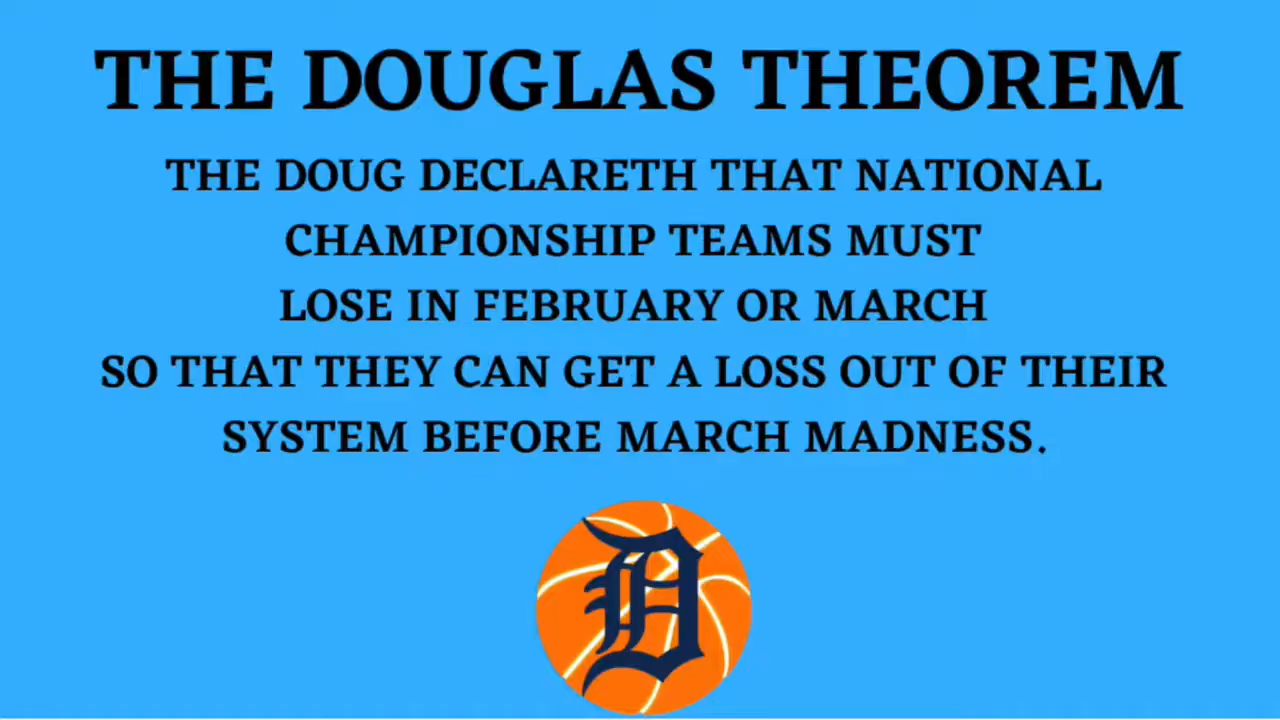 THE DOUGLAS THEOREM
THE DOUG DECLARETH THAT NATIONAL
CHAMPIONSHIP TEAMS MUST
LOSE IN FEBRUARY OR MARCH
SO THAT THEY CAN GET A LOSS OUT OF THEIR
SYSTEM BEFORE MARCH MADNESS.
D